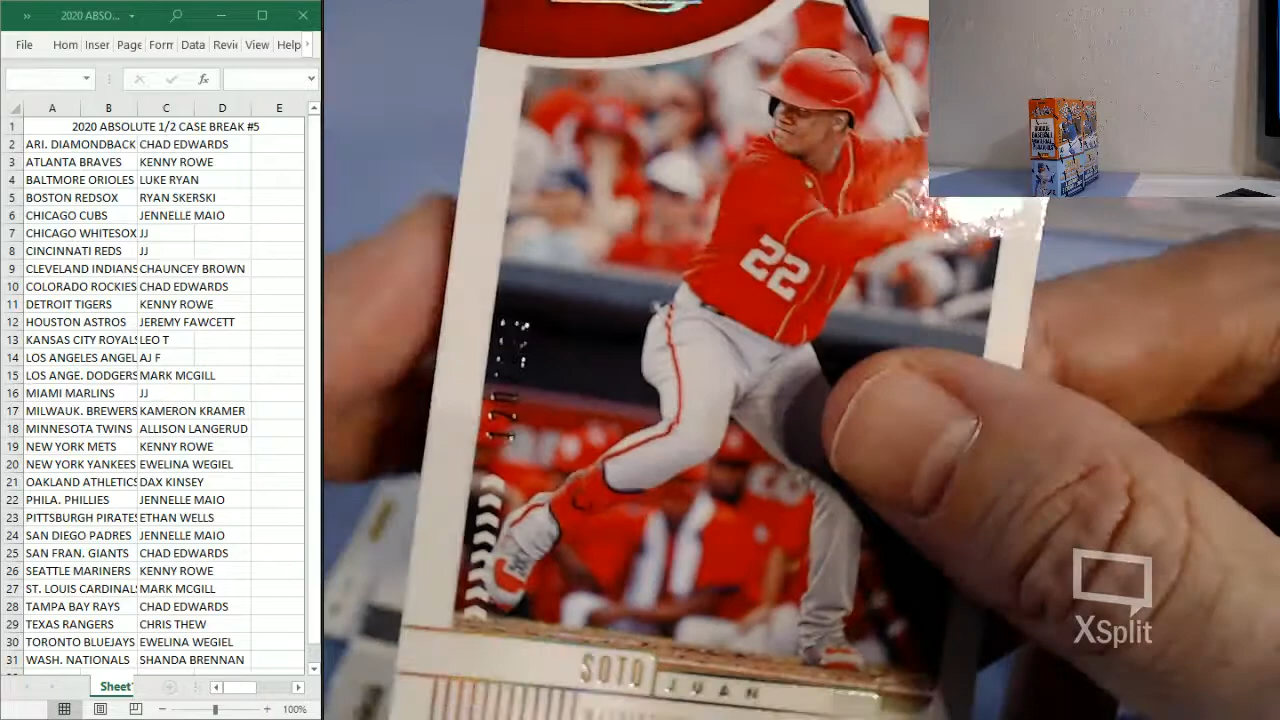 2020 ABSO...
File Hom Inser Page Form Data Revie View Help
fx
A B C D E
1 2020 ABSOLUTE 1/2 CASE BREAK #5
2 ARI. DIAMONDBACK CHAD EDWARDS
3 ATLANTA BRAVES KENNY ROWE
4 BALTMORE ORIOLES LUKE RYAN
5 BOSTON REDSOX RYAN SKERSKI
6 CHICAGO CUBS JENNELLE MAIO
7 CHICAGO WHITESOX JJ
8 CINCINNATI REDS JJ
9 CLEVELAND INDIANS CHAUNCEY BROWN
10 COLORADO ROCKIES CHAD EDWARDS
11 DETROIT TIGERS KENNY ROWE
12 HOUSTON ASTROS JEREMY FAWCETT
13 KANSAS CITY ROYALS LEO T
14 LOS ANGELES ANGEL AJ F
15 LOS ANGE. DODGERS MARK MCGILL
16 MIAMI MARLINS JJ
17 MILWAUK. BREWERS KAMERON KRAMER
18 MINNESOTA TWINS ALLISON LANGERUD
19 NEW YORK METS KENNY ROWE
20 NEW YORK YANKEES EWELINA WEGIEL
21 OAKLAND ATHLETICS DAX KINSEY
22 PHILA. PHILLIES JENNELLE MAIO
23 PITTSBURGH PIRATES ETHAN WELLS
24 SAN DIEGO PADRES JENNELLE MAIO
25 SAN FRAN. GIANTS CHAD EDWARDS
26 SEATTLE MARINERS KENNY ROWE
27 ST. LOUIS CARDINALS MARK MCGILL
28 TAMPA BAY RAYS CHAD EDWARDS
29 TEXAS RANGERS CHRIS THEW
30 TORONTO BLUEJAYS EWELINA WEGIEL
31 WASH. NATIONALS SHANDA BRENNAN
Sheet
100%
22
SOTO JUAN
XSplit